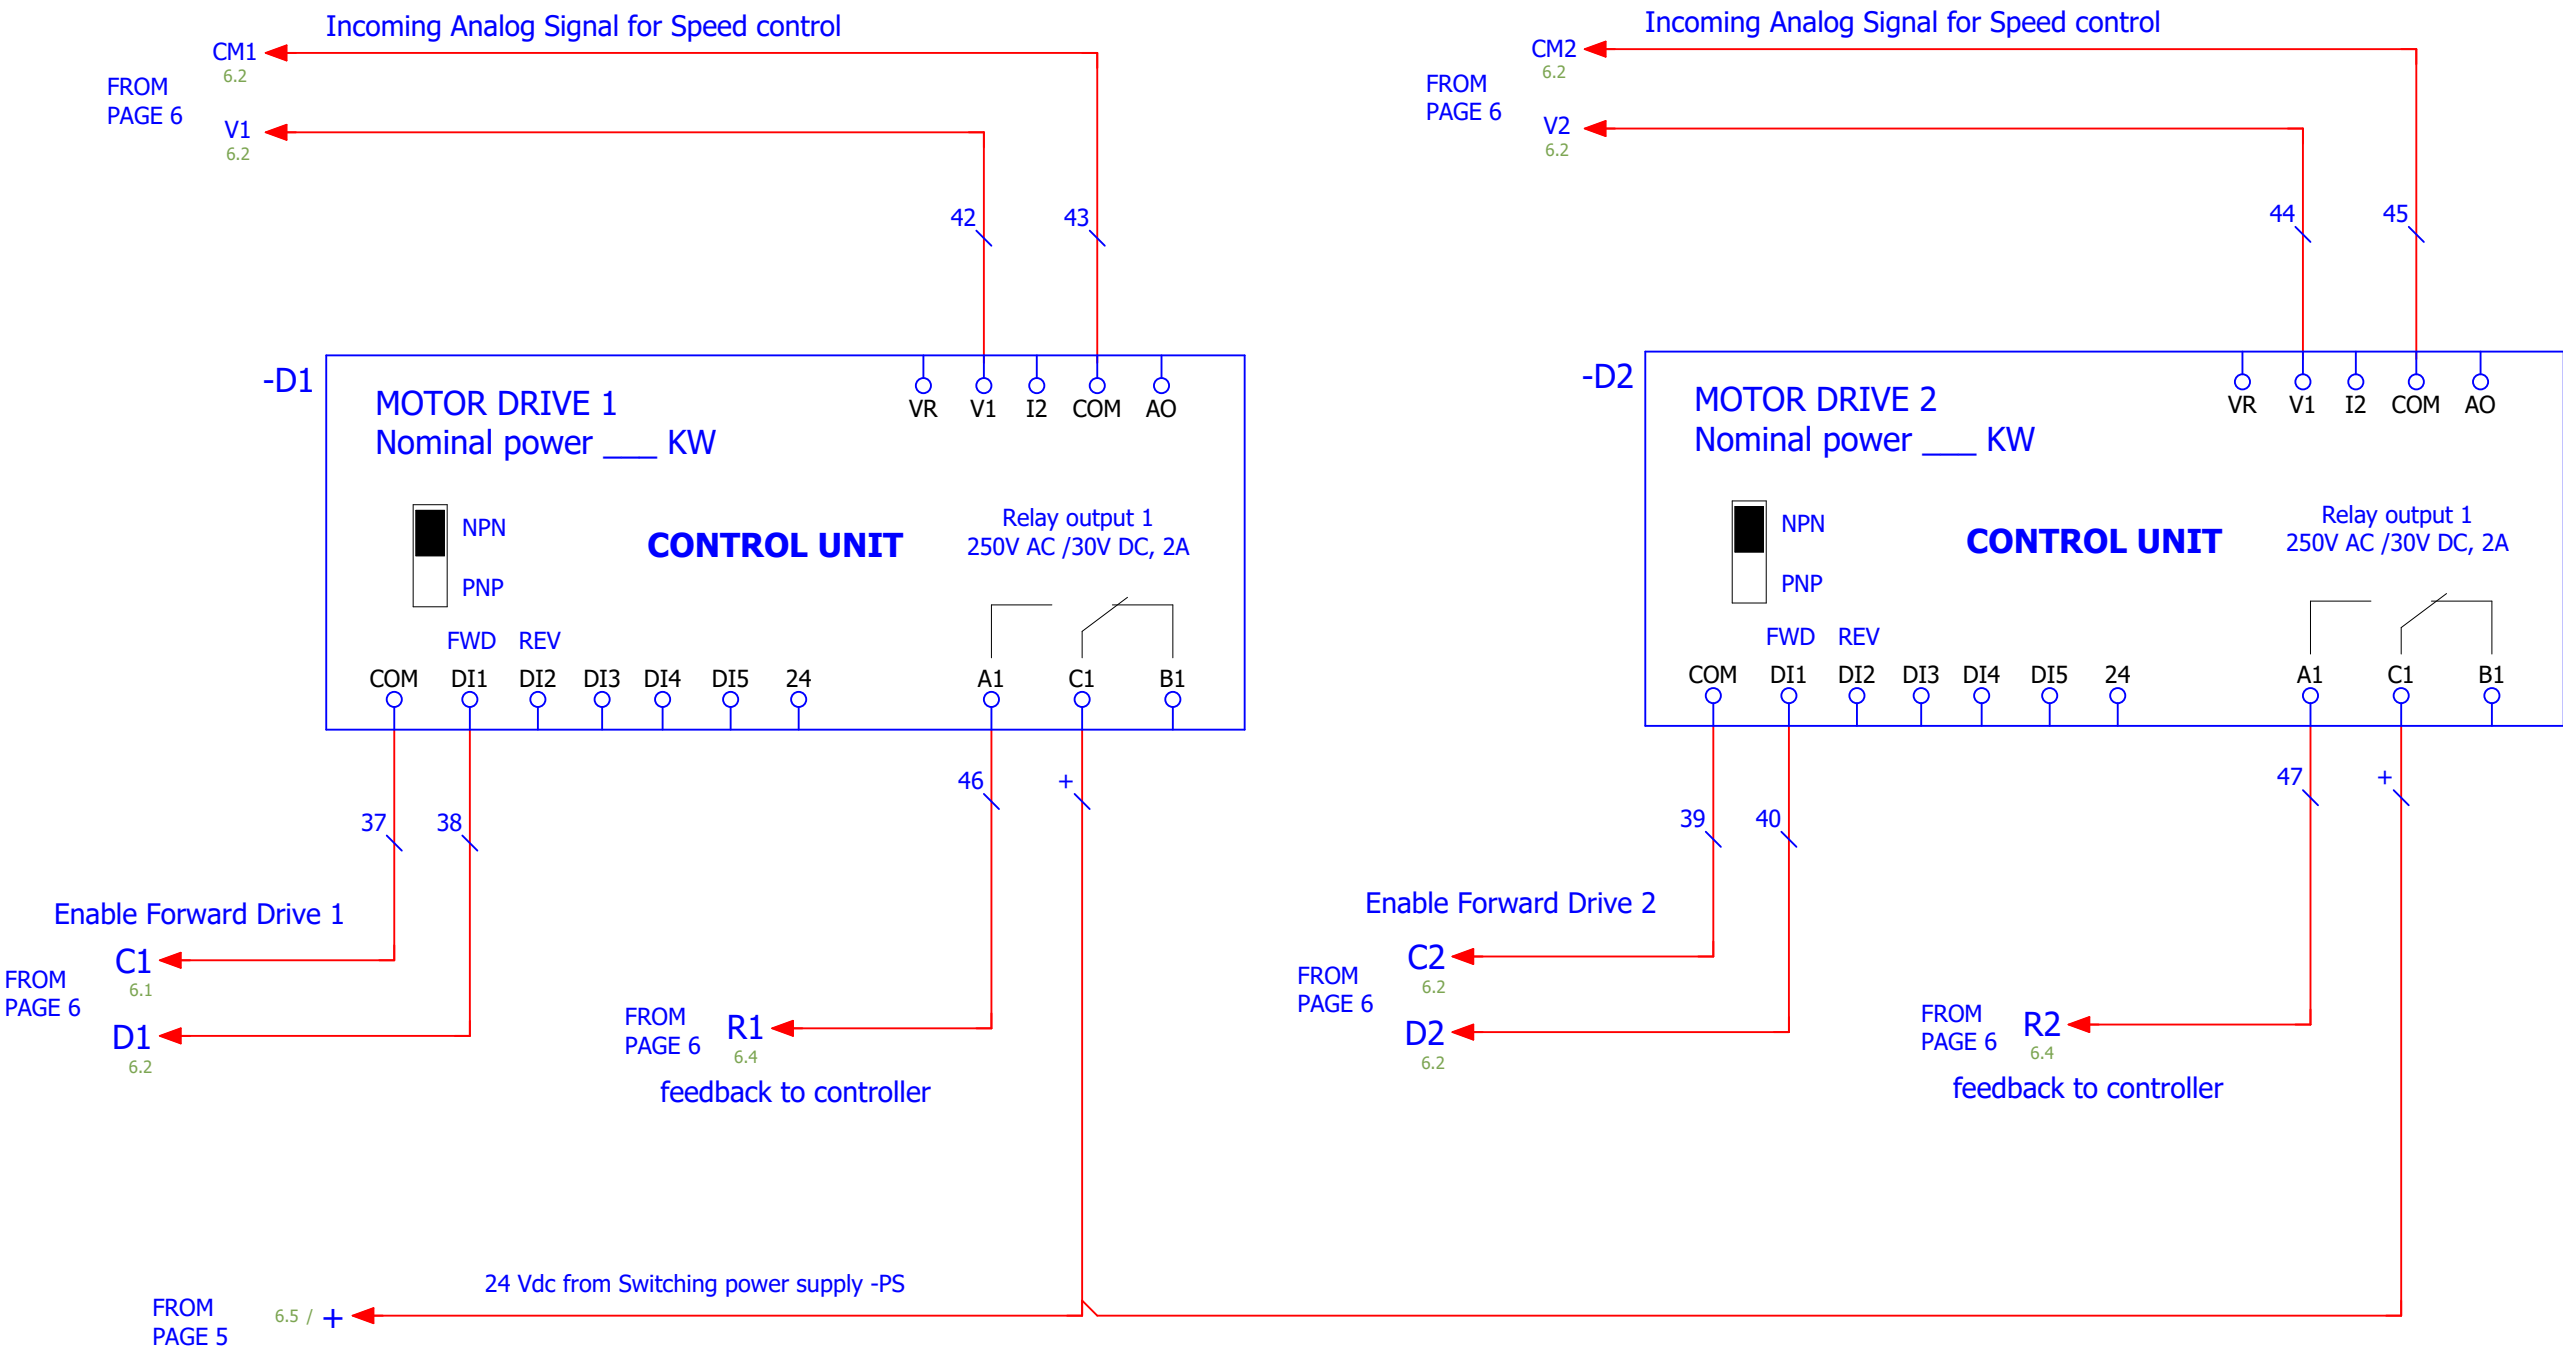 Incoming Analog Signal for Speed control
CM1
6.2
FROM
PAGE 6
V1
6.2
42
43
-D1
MOTOR DRIVE 1
Nominal power ___ KW
VR V1 I2 COM AO
NPN
PNP
CONTROL UNIT
Relay output 1
250V AC /30V DC, 2A
FWD REV
COM DI1 DI2 DI3 DI4 DI5 24 A1 C1 B1
37
38
46
+
Enable Forward Drive 1
C1
6.1
FROM
PAGE 6
D1
6.2
FROM
PAGE 6
R1
6.4
feedback to controller
24 Vdc from Switching power supply -PS
FROM
PAGE 5
6.5 / +
Incoming Analog Signal for Speed control
CM2
6.2
FROM
PAGE 6
V2
6.2
44
45
-D2
MOTOR DRIVE 2
Nominal power ___ KW
VR V1 I2 COM AO
NPN
PNP
CONTROL UNIT
Relay output 1
250V AC /30V DC, 2A
FWD REV
COM DI1 DI2 DI3 DI4 DI5 24 A1 C1 B1
39
40
47
+
Enable Forward Drive 2
C2
6.2
FROM
PAGE 6
D2
6.2
FROM
PAGE 6
R2
6.4
feedback to controller